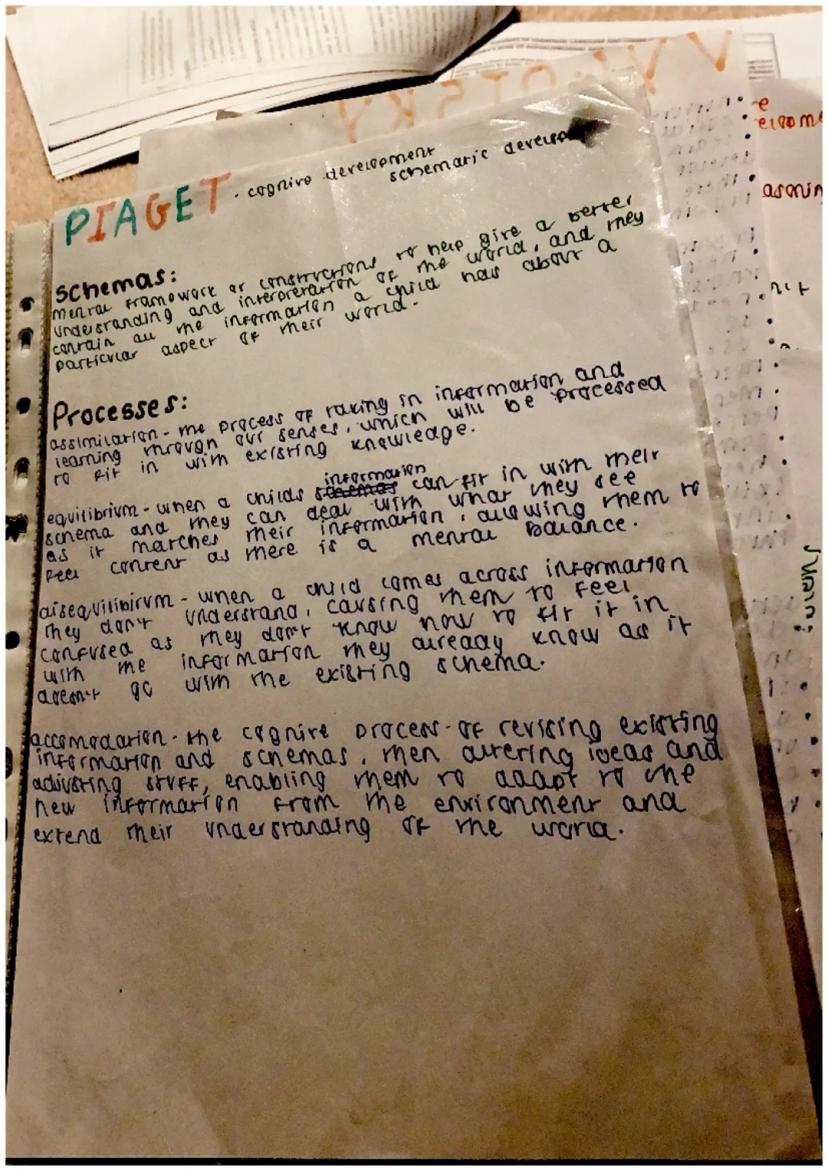 VYGOTSKY
PIAGET - cognive development
schematic develop
schemas:
mental framework or constructions to help give a better
understanding and interpretation of the world, and they
contain all the information a child has about a
particular aspect of their world.
Processes:
assimilation - the process of taking in information and
learning through our senses, which will be processed
to fit in with existing knowledge.
information
equilibrium - when a childs schemas can fit in with their
schema and they can deal with what they see
as it matches their information, allowing them to
feel content as there is a mental balance.
disequilibirum - when a child comes across information
they don't understand, causing them to feel
confused as they don't know how to fit it in
with the information they already know as it
doesn't go with the existing schema.
accomodation - the cognive process of revising existing
information and schemas, then altering ideas and
adjusting stuff, enabling them to adapt to the
new information from the environment and
extend their understanding of the world.